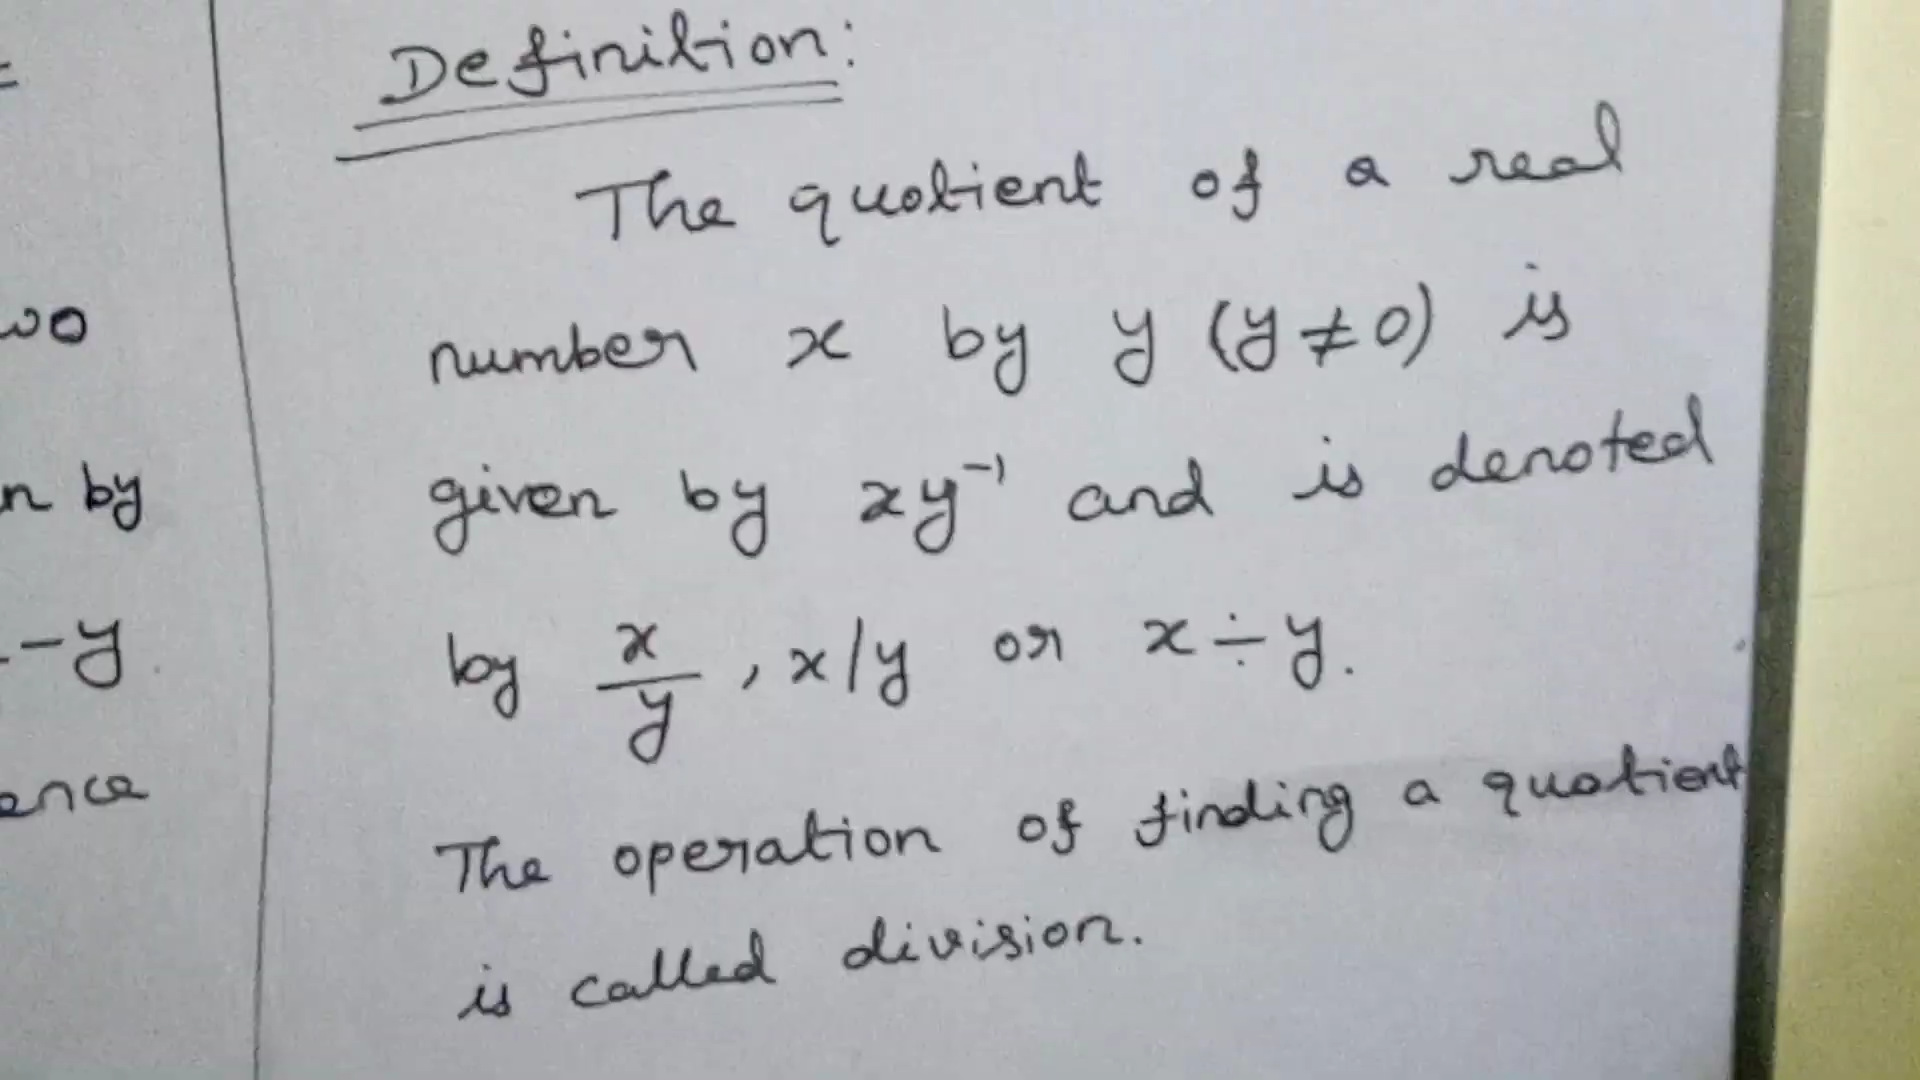 Definition:
The quotient of a real
number x by y (y ≠ 0) is
given by xy⁻¹ and is denoted
by x/y , x/y or x ÷ y.
The operation of finding a quotient
is called division.
n by
- y